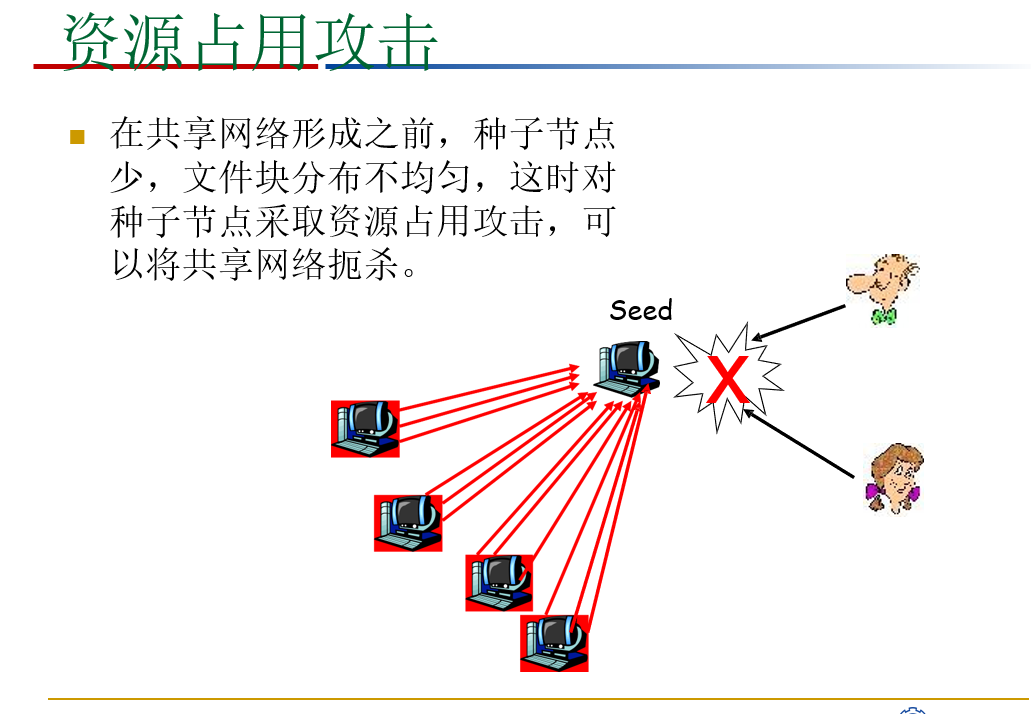 资源占用攻击
在共享网络形成之前，种子节点
少，文件块分布不均匀，这时对
种子节点采取资源占用攻击，可
以将共享网络扼杀。
Seed
X